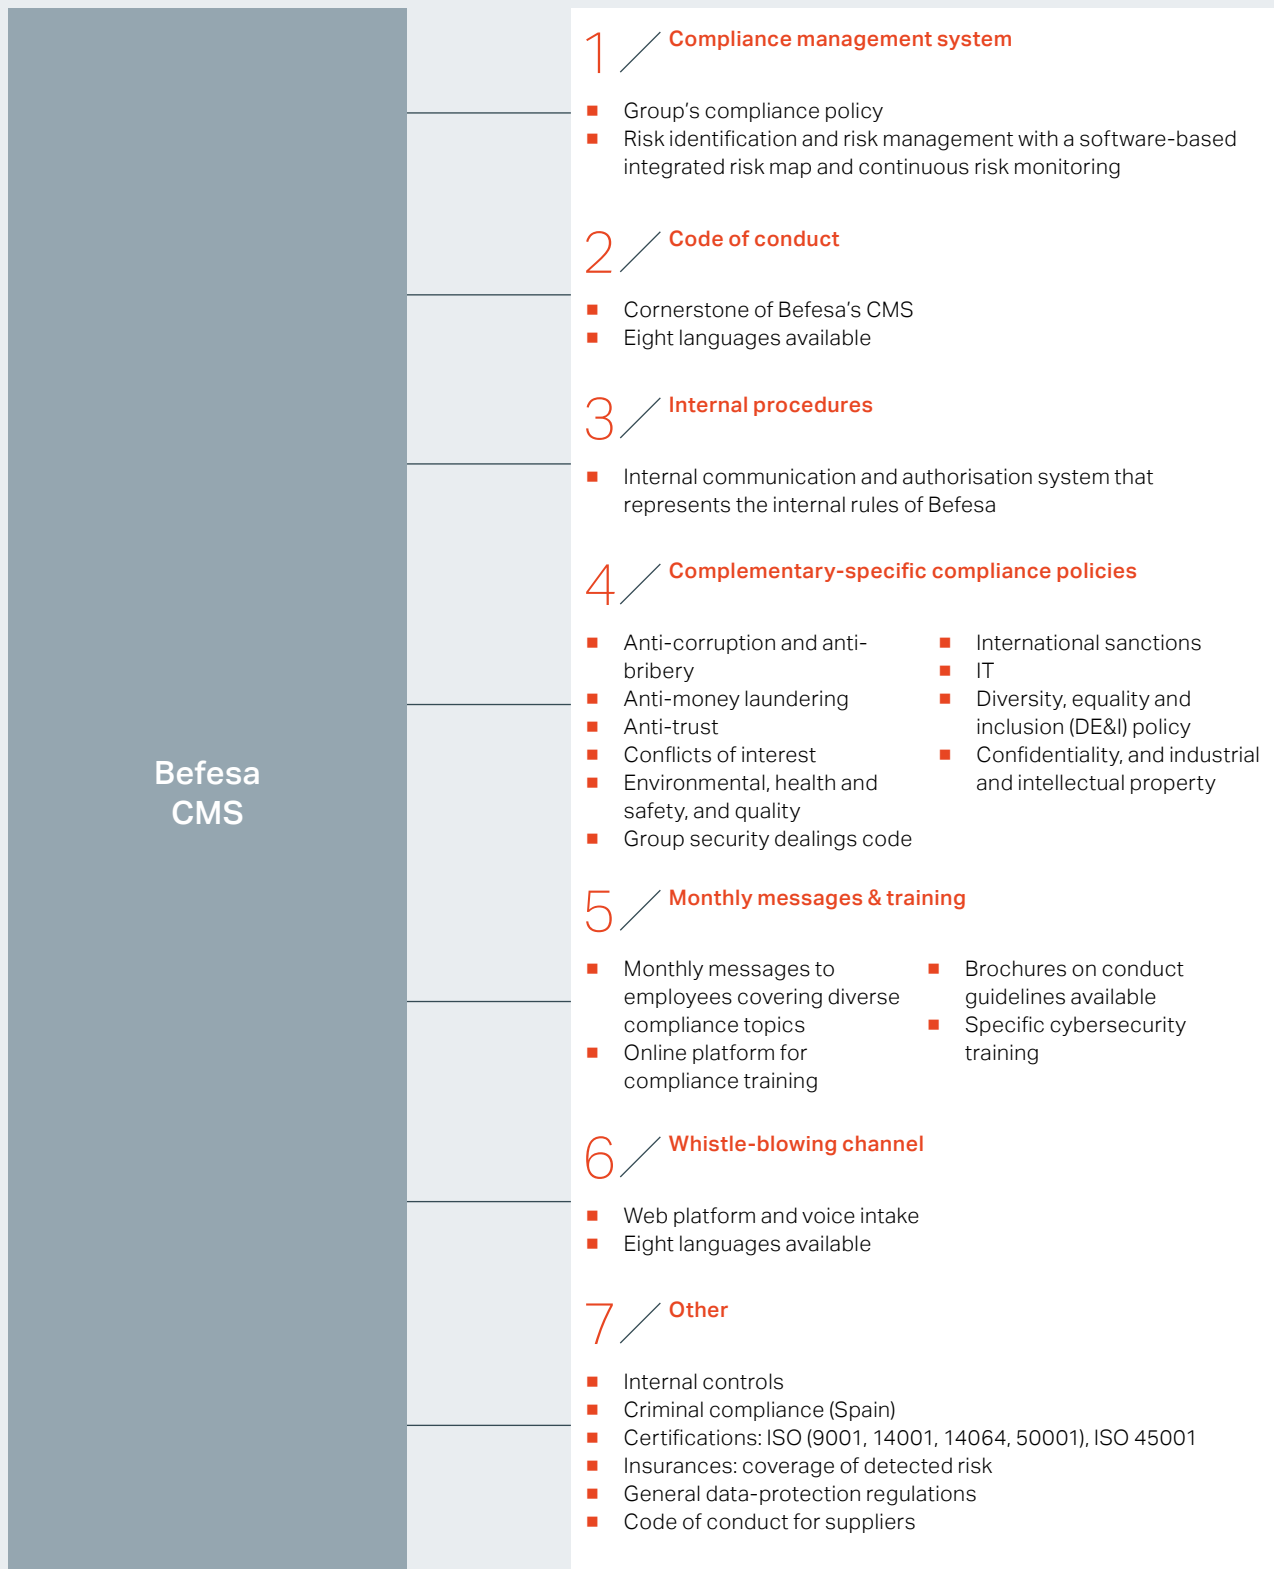 Befesa
CMS
1 Compliance management system
Group's compliance policy
Risk identification and risk management with a software-based
integrated risk map and continuous risk monitoring
2 Code of conduct
Cornerstone of Befesa's CMS
Eight languages available
3 Internal procedures
Internal communication and authorisation system that
represents the internal rules of Befesa
4 Complementary-specific compliance policies
Anti-corruption and anti-
bribery
Anti-money laundering
Anti-trust
Conflicts of interest
Environmental, health and
safety, and quality
Group security dealings code
International sanctions
IT
Diversity, equality and
inclusion (DE&I) policy
Confidentiality, and industrial
and intellectual property
5 Monthly messages & training
Monthly messages to
employees covering diverse
compliance topics
Online platform for
compliance training
Brochures on conduct
guidelines available
Specific cybersecurity
training
6 Whistle-blowing channel
Web platform and voice intake
Eight languages available
7 Other
Internal controls
Criminal compliance (Spain)
Certifications: ISO (9001, 14001, 14064, 50001), ISO 45001
Insurances: coverage of detected risk
General data-protection regulations
Code of conduct for suppliers